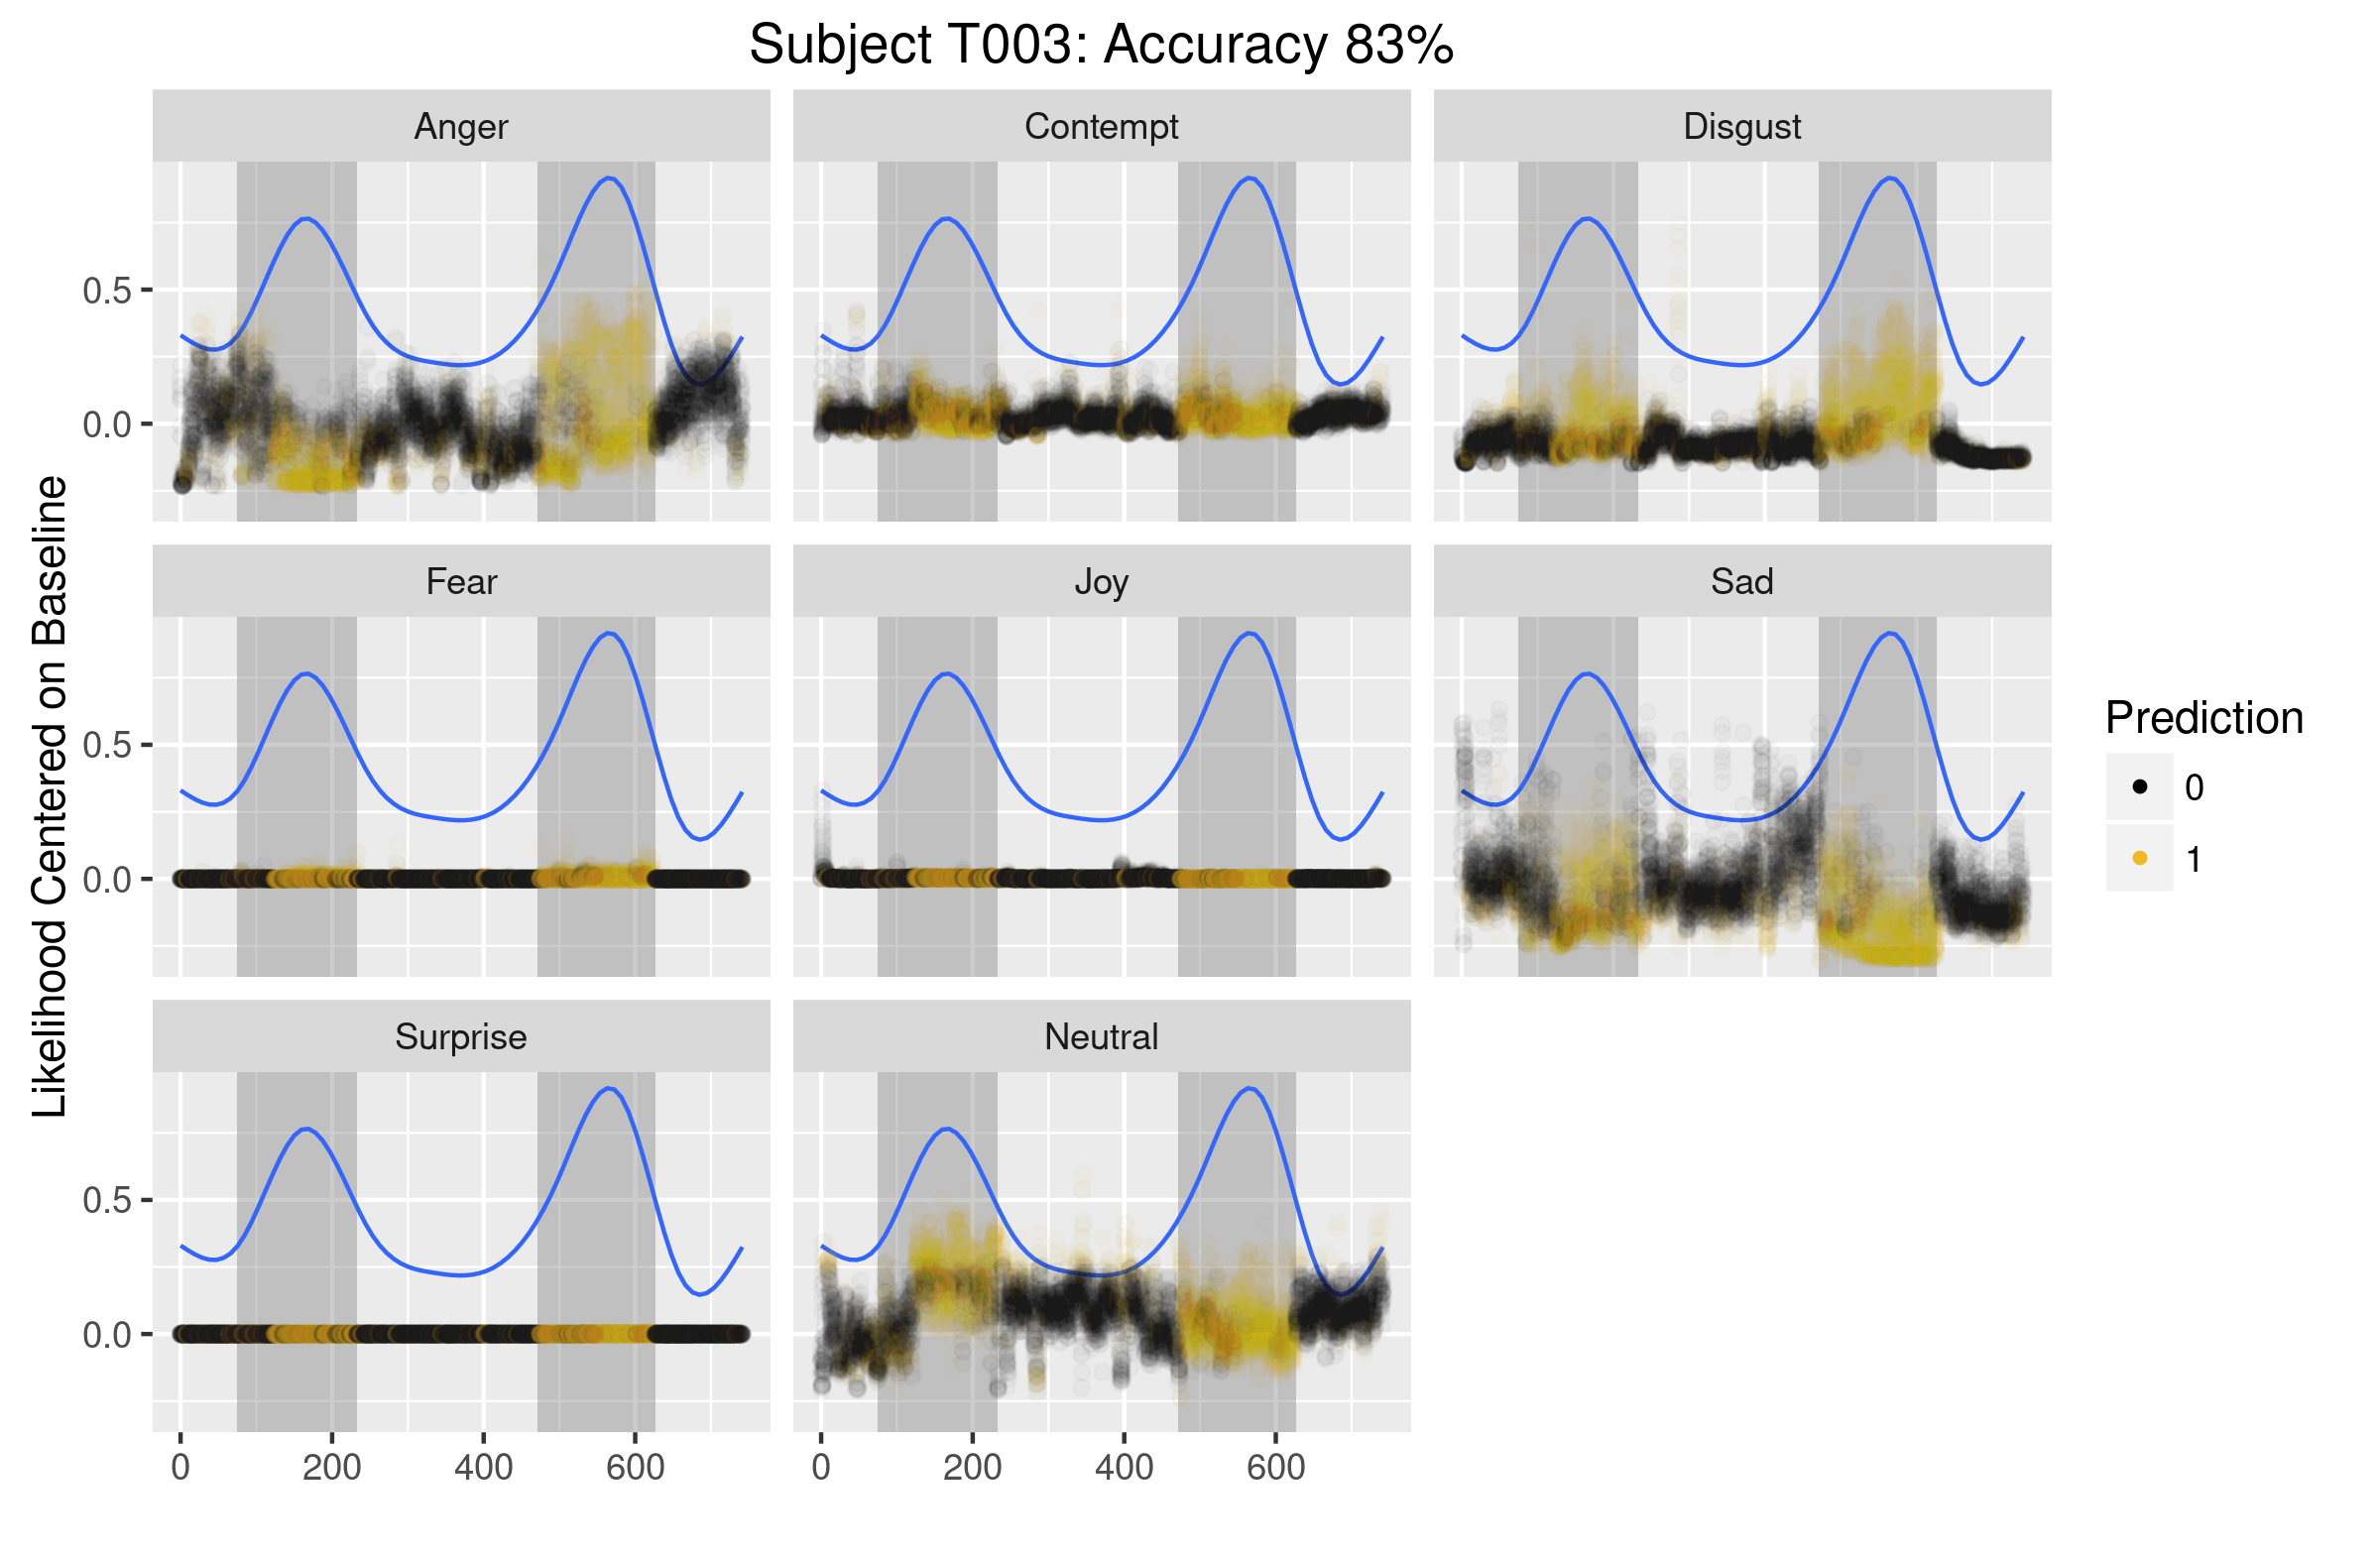 Subject T003: Accuracy 83%
Anger
Contempt
Disgust
0.5
0.0
Fear
Joy
Sad
0.5
0.0
Surprise
Neutral
0.5
0.0
0 200 400 600
0 200 400 600
Likelihood Centered on Baseline
Prediction
0
1